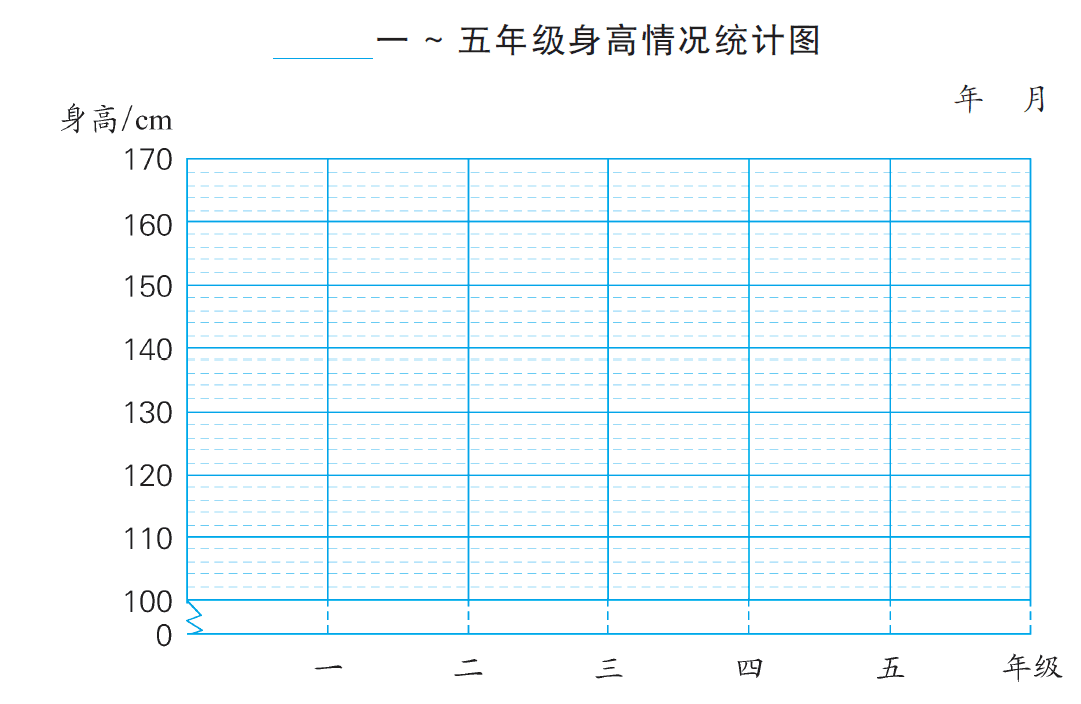 一 ~ 五年级身高情况统计图
年 月
身高/cm
170
160
150
140
130
120
110
100
0
一 二 三 四 五 年级